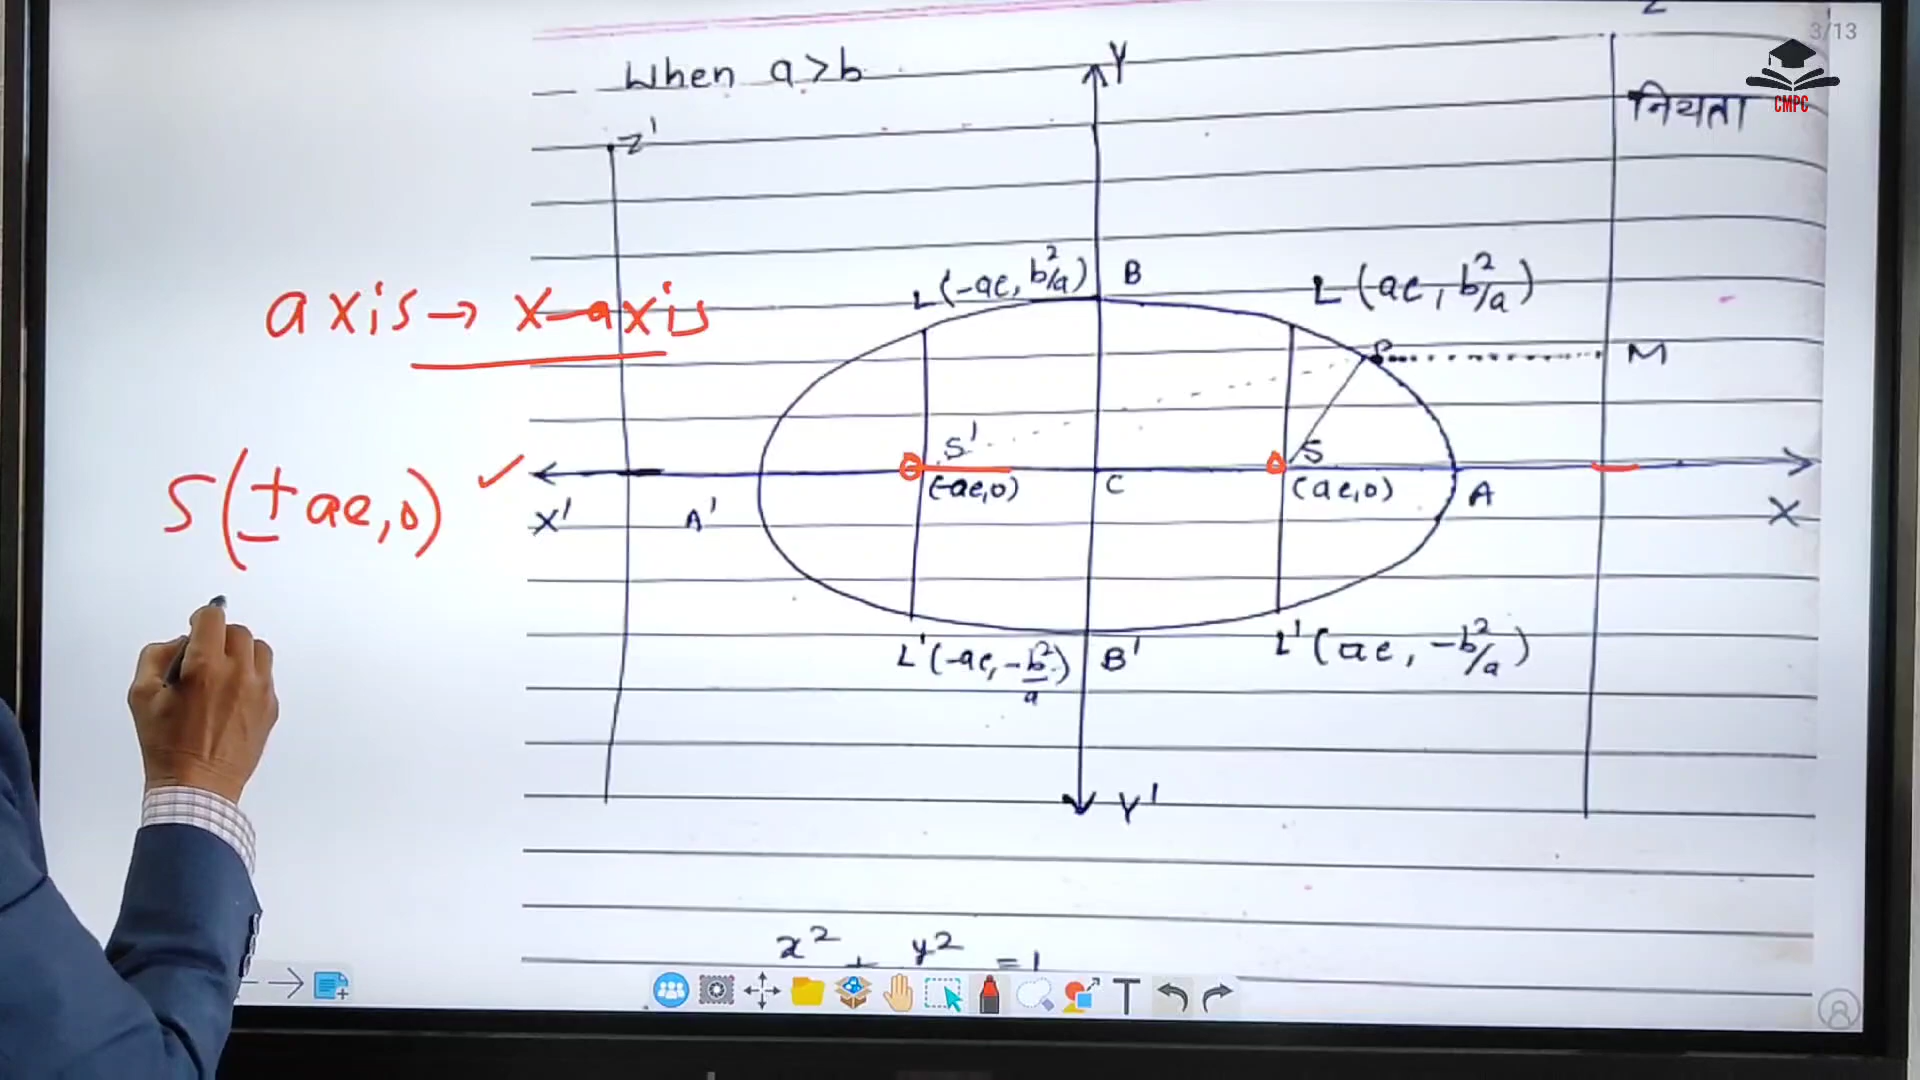 Z
3/13
When a>b
Y
CMPC
नियता
Z'
L(-ae, b²/a)
B
L(ae, b²/a)
axis → x-axis
P
M
S'
S
S(±ae,0) ✓
(-ae,0)
C
(ae,0)
A
X'
A'
X
L'(-ae, -b²/a)
B'
L'(ae, -b²/a)
Y'
x² + y² =1
T